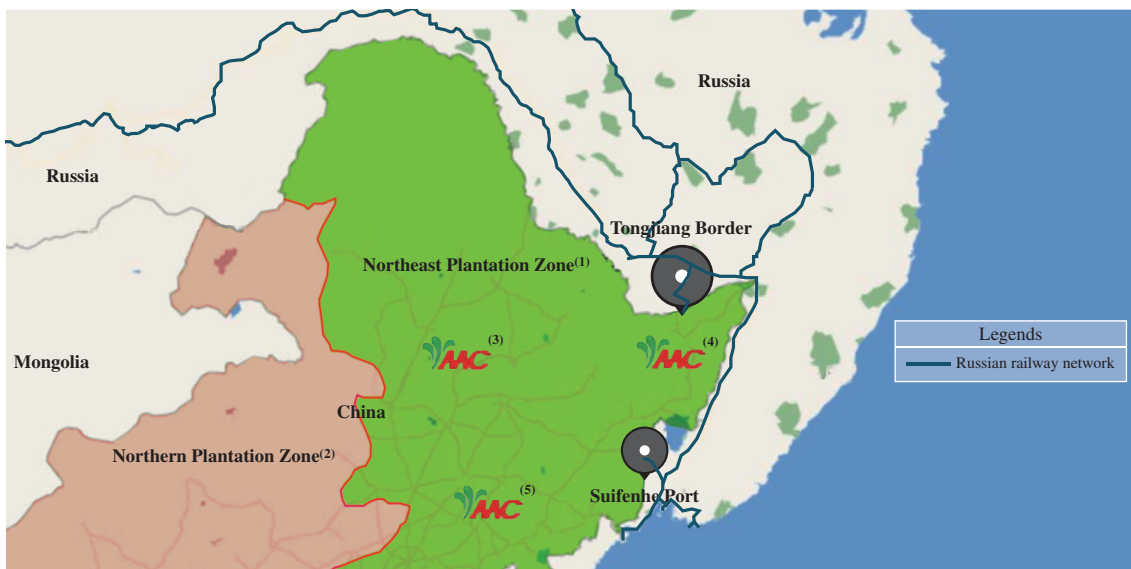 Russia
Russia
Tongjiang Border
Northeast Plantation Zone(1)
Legends
AAC (3)
AAC (4)
Mongolia
Russian railway network
China
Northern Plantation Zone(2)
AAC (5)
Suifenhe Port